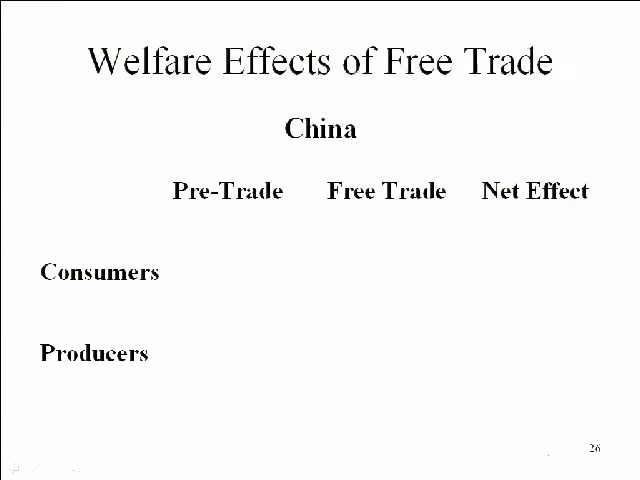 Welfare Effects of Free Trade
China
Pre-Trade Free Trade Net Effect
Consumers
Producers
26